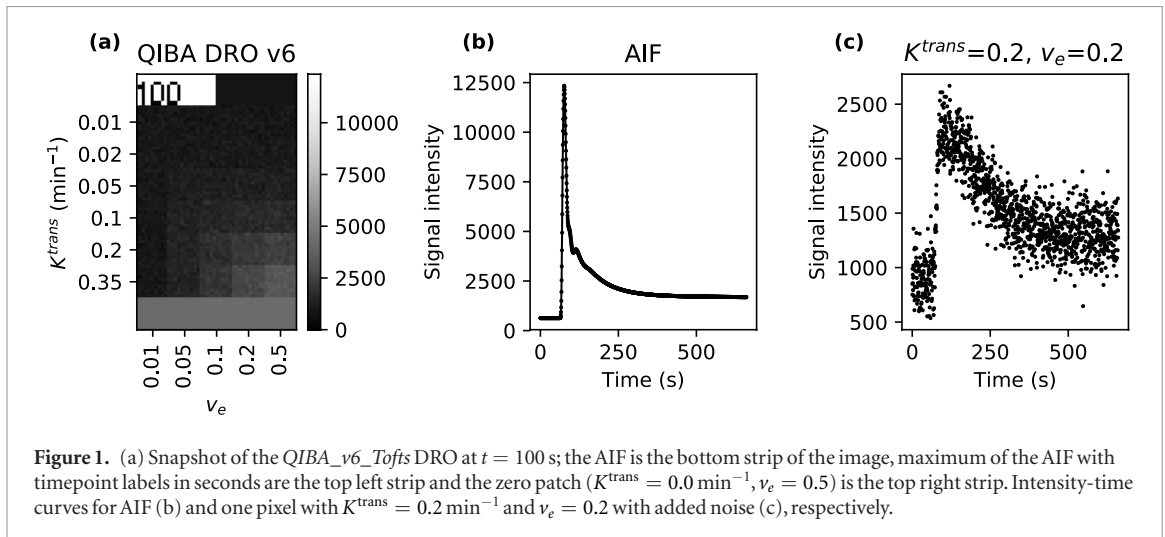 (a)
QIBA DRO v6
100
0.01
0.02
0.05
0.1
0.2
0.35
K^trans (min⁻¹)
0.01
0.05
0.1
0.2
0.5
v_e
10000
7500
5000
2500
0
(b)
AIF
12500
10000
7500
5000
2500
0
Signal intensity
0 250 500
Time (s)
(c)
K^trans=0.2, v_e=0.2
2500
2000
1500
1000
500
Signal intensity
0 250 500
Time (s)
Figure 1. (a) Snapshot of the QIBA_v6_Tofts DRO at t = 100 s; the AIF is the bottom strip of the image, maximum of the AIF with
timepoint labels in seconds are the top left strip and the zero patch (K^trans = 0.0 min⁻¹, v_e = 0.5) is the top right strip. Intensity-time
curves for AIF (b) and one pixel with K^trans = 0.2 min⁻¹ and v_e = 0.2 with added noise (c), respectively.